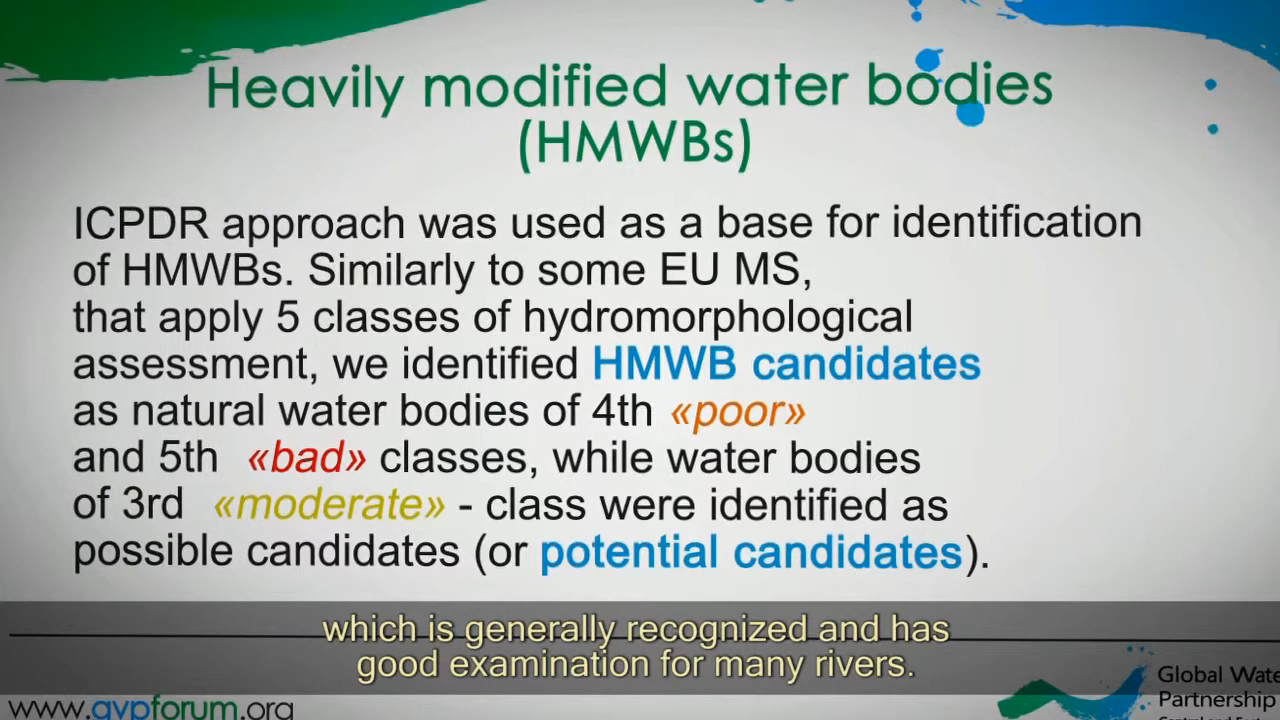 Heavily modified water bodies
(HMWBs)
ICPDR approach was used as a base for identification
of HMWBs. Similarly to some EU MS,
that apply 5 classes of hydromorphological
assessment, we identified HMWB candidates
as natural water bodies of 4th «poor»
and 5th «bad» classes, while water bodies
of 3rd «moderate» - class were identified as
possible candidates (or potential candidates).
which is generally recognized and has
good examination for many rivers.
www.gvpforum.org
Global Wate
Partnership